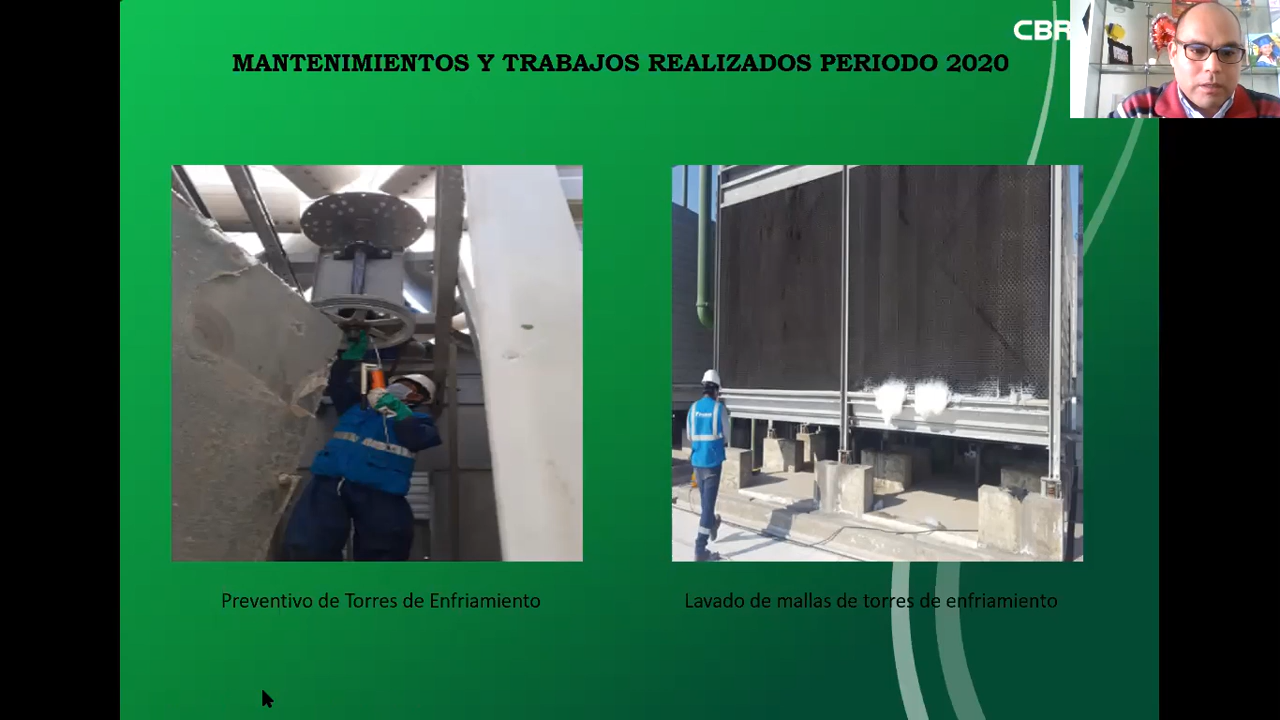 CBR
MANTENIMIENTOS Y TRABAJOS REALIZADOS PERIODO 2020
Preventivo de Torres de Enfriamiento
Lavado de mallas de torres de enfriamiento